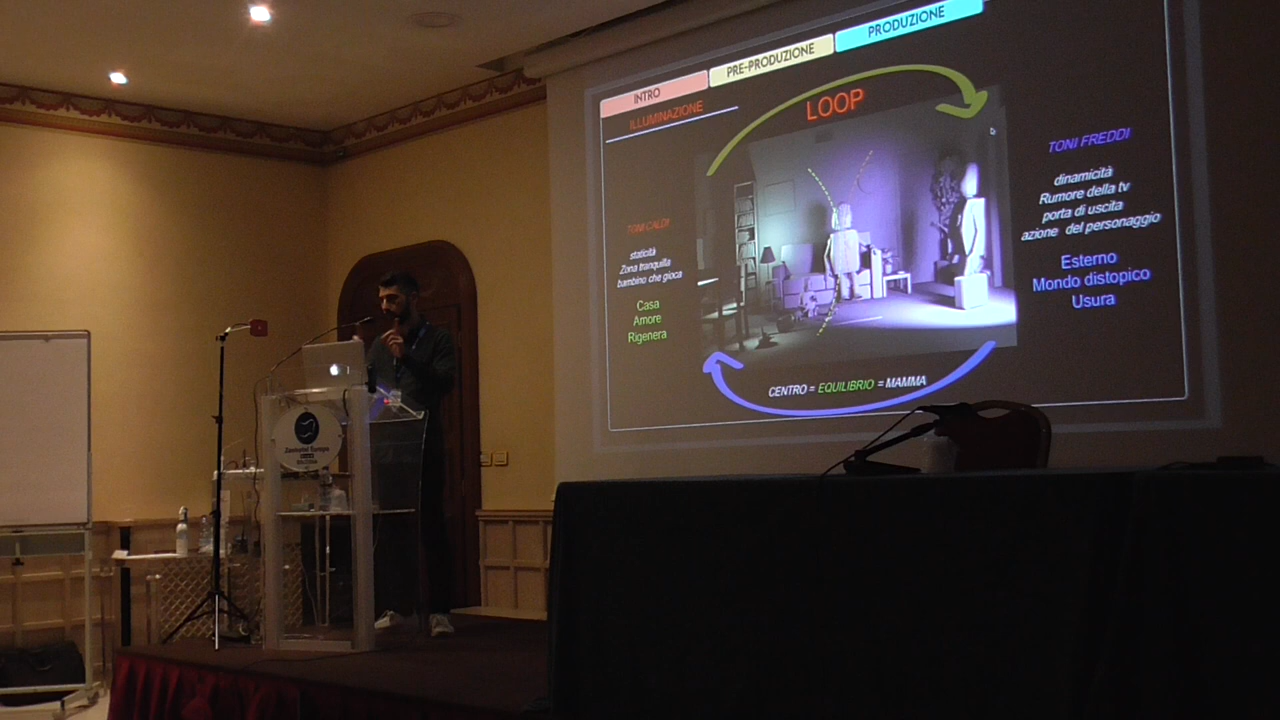 INTRO
PRE-PRODUZIONE
PRODUZIONE
ILLUMINAZIONE
LOOP
TONI CALDI
staticità
Zona tranquilla
bambino che gioca
Casa
Amore
Rigenera
TONI FREDDI
dinamicità
Rumore della tv
porta di uscita
azione del personaggio
Esterno
Mondo distopico
Usura
CENTRO = EQUILIBRIO = MAMMA
Europa